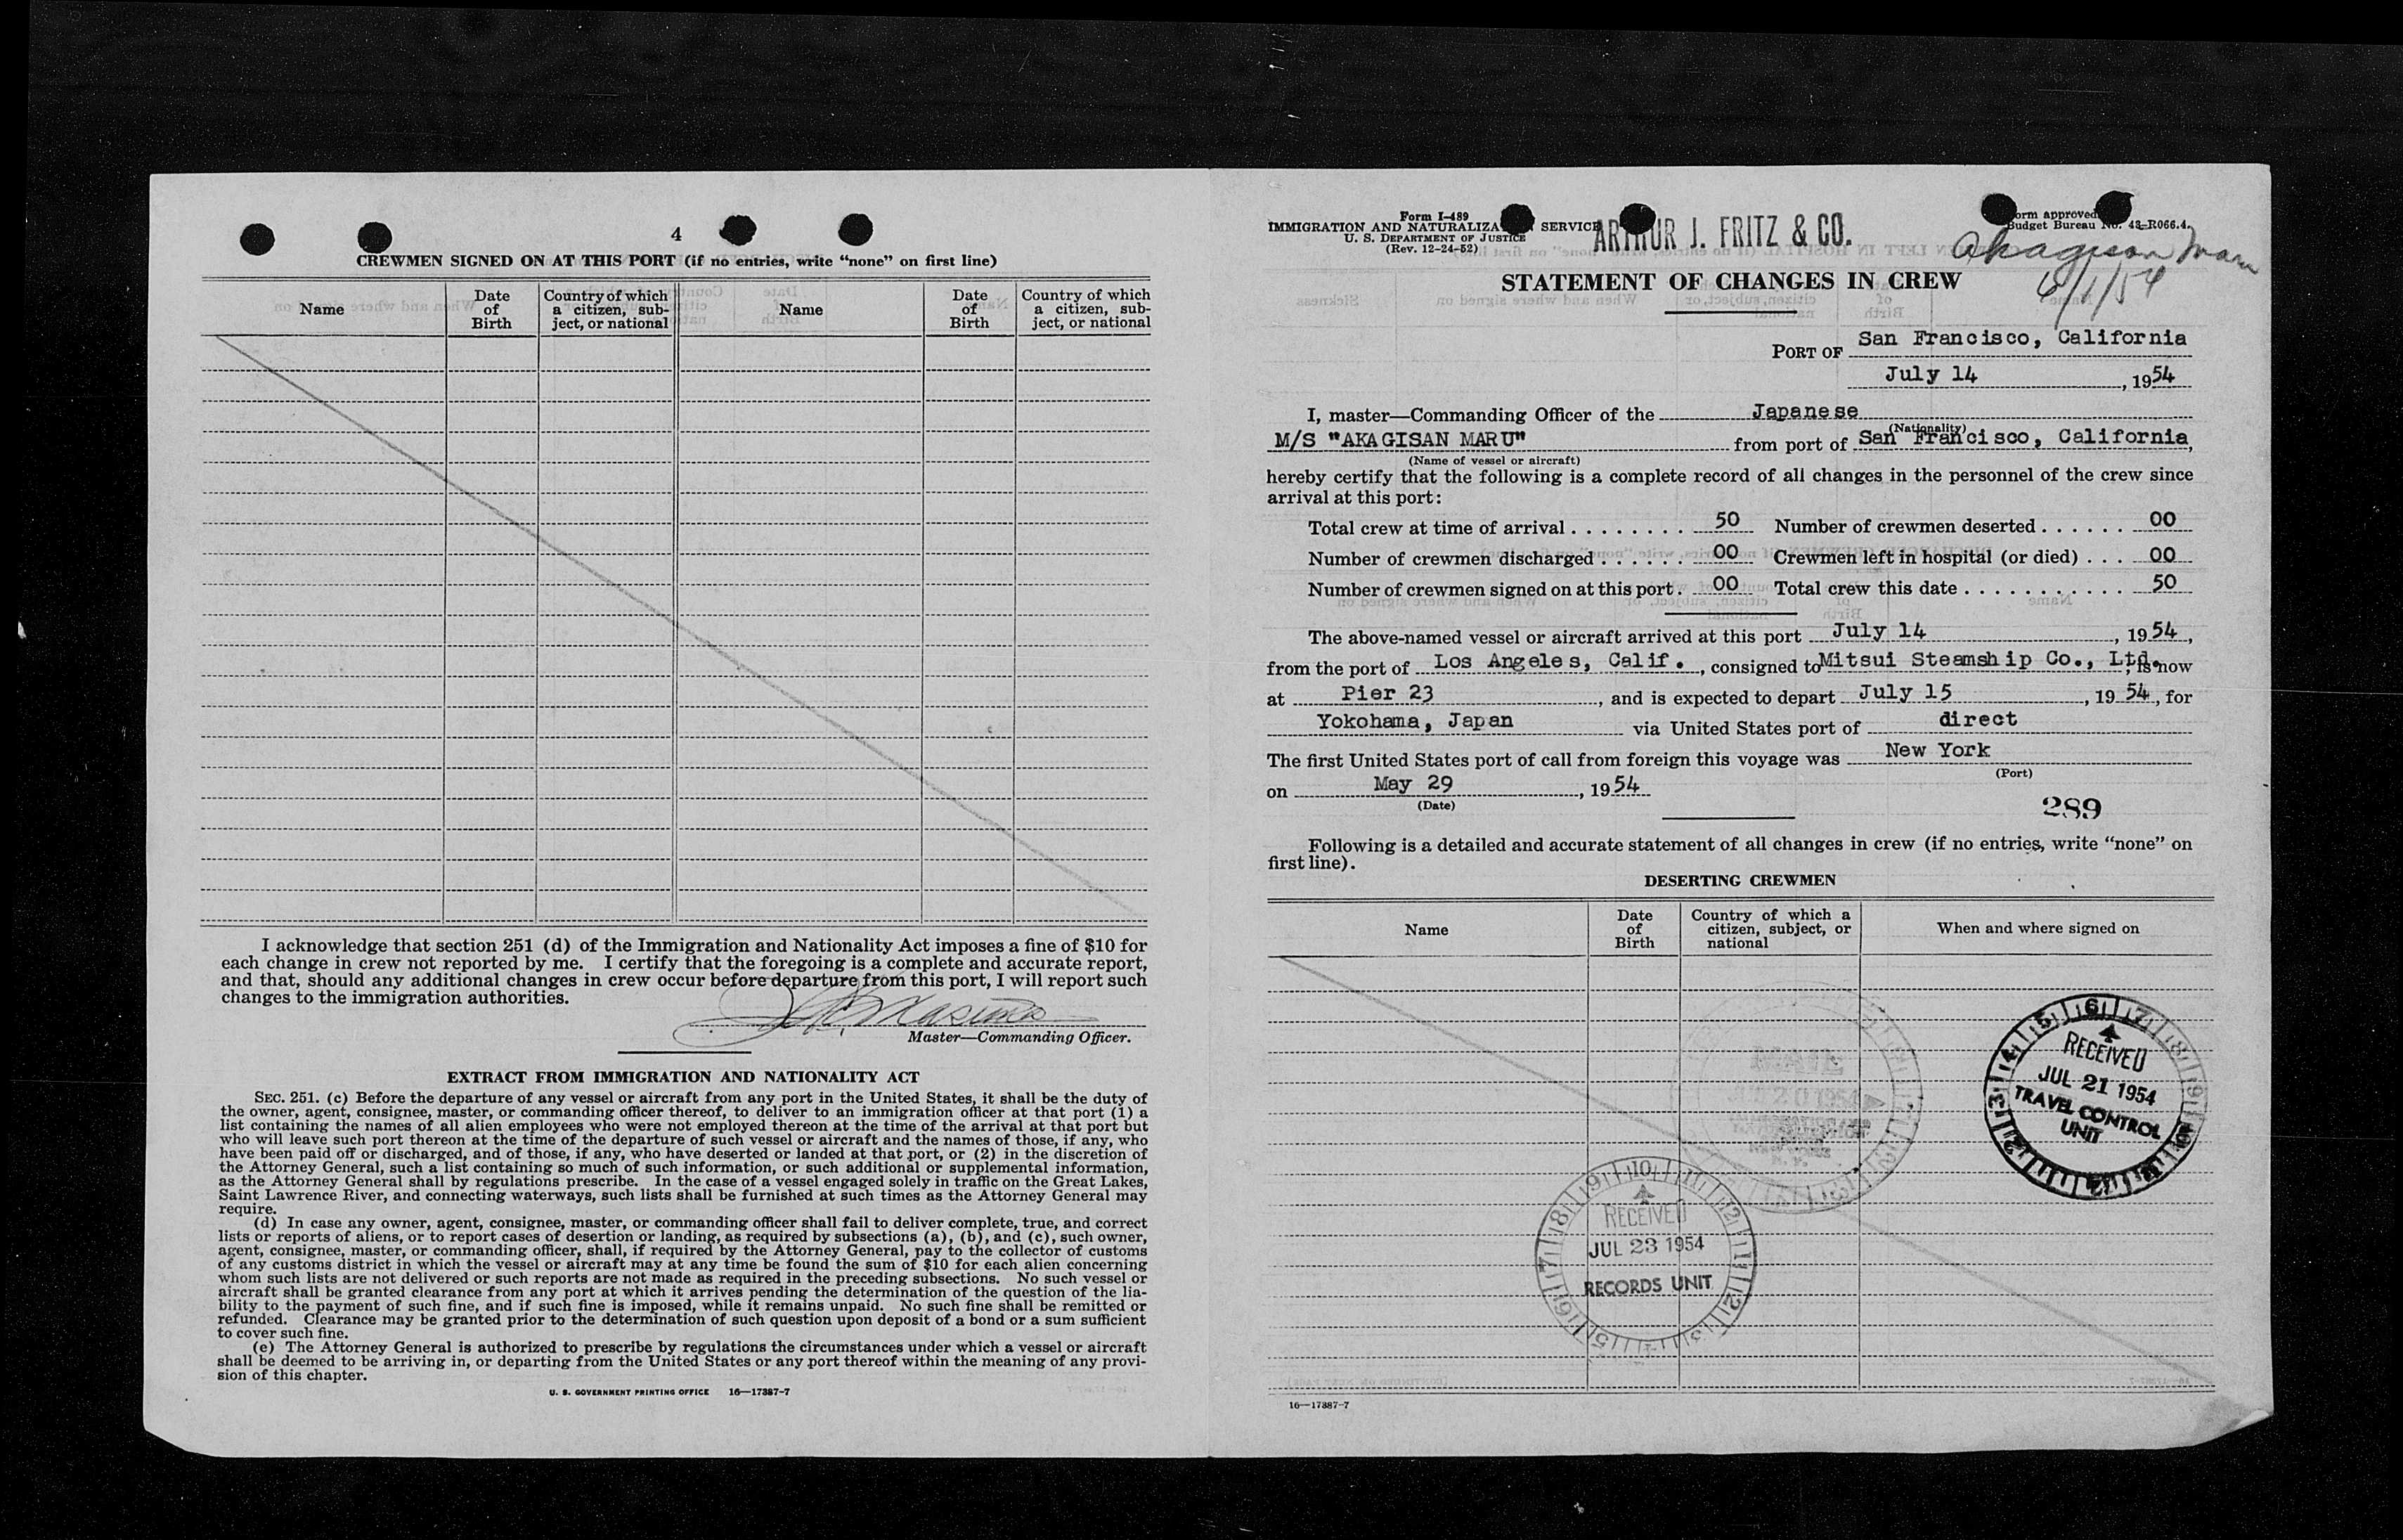 4
CREWMEN SIGNED ON AT THIS PORT (if no entries, write “none” on first line)
Name
Date of Birth
Country of which a citizen, sub-ject, or national
Name
Date of Birth
Country of which a citizen, sub-ject, or national
I acknowledge that section 251 (d) of the Immigration and Nationality Act imposes a fine of $10 for
each change in crew not reported by me. I certify that the foregoing is a complete and accurate report,
and that, should any additional changes in crew occur before departure from this port, I will report such
changes to the immigration authorities.
Master—Commanding Officer.
EXTRACT FROM IMMIGRATION AND NATIONALITY ACT
SEC. 251. (c) Before the departure of any vessel or aircraft from any port in the United States, it shall be the duty of
the owner, agent, consignee, master, or commanding officer thereof, to deliver to an immigration officer at that port (1) a
list containing the names of all alien employees who were not employed thereon at the time of the arrival at that port but
who will leave such port thereon at the time of the departure of such vessel or aircraft and the names of those, if any, who
have been paid off or discharged, and of those, if any, who have deserted or landed at that port, or (2) in the discretion of
the Attorney General, such a list containing so much of such information, or such additional or supplemental information,
as the Attorney General shall by regulations prescribe. In the case of a vessel engaged solely in traffic on the Great Lakes,
Saint Lawrence River, and connecting waterways, such lists shall be furnished at such times as the Attorney General may
require.
(d) In case any owner, agent, consignee, master, or commanding officer shall fail to deliver complete, true, and correct
lists or reports of aliens, or to report cases of desertion or landing, as required by subsections (a), (b), and (c), such owner,
agent, consignee, master, or commanding officer, shall, if required by the Attorney General, pay to the collector of customs
of any customs district in which the vessel or aircraft may at any time be found the sum of $10 for each alien concerning
whom such lists are not delivered or such reports are not made as required in the preceding subsections. No such vessel or
aircraft shall be granted clearance from any port at which it arrives pending the determination of the question of the lia-
bility to the payment of such fine, and if such fine is imposed, while it remains unpaid. No such fine shall be remitted or
refunded. Clearance may be granted prior to the determination of such question upon deposit of a bond or a sum sufficient
to cover such fine.
(e) The Attorney General is authorized to prescribe by regulations the circumstances under which a vessel or aircraft
shall be deemed to be arriving in, or departing from the United States or any port thereof within the meaning of any provi-
sion of this chapter.
U. S. GOVERNMENT PRINTING OFFICE 16—17387-7
Form I-489
IMMIGRATION AND NATURALIZA SERVICE
U. S. DEPARTMENT OF JUSTICE
(Rev. 12-24-52)
ARTHUR J. FRITZ & CO.
orm approved
Budget Bureau No. 43-R066.4.
Akagisan Maru
6/1/54
STATEMENT OF CHANGES IN CREW
PORT OF San Francisco, California
July 14, 1954
I, master—Commanding Officer of the Japanese
(Nationality)
M/S "AKAGISAN MARU" from port of San Francisco, California,
(Name of vessel or aircraft)
hereby certify that the following is a complete record of all changes in the personnel of the crew since
arrival at this port:
Total crew at time of arrival . . . . . . . . 50 Number of crewmen deserted . . . . . . 00
Number of crewmen discharged . . . . . . 00 Crewmen left in hospital (or died) . . . 00
Number of crewmen signed on at this port . 00 Total crew this date . . . . . . . . . . . 50
The above-named vessel or aircraft arrived at this port July 14, 1954,
from the port of Los Angeles, Calif., consigned to Mitsui Steamship Co., Ltd., is now
at Pier 23, and is expected to depart July 15, 1954, for
Yokohama, Japan via United States port of direct
The first United States port of call from foreign this voyage was New York
(Port)
on May 29, 1954
(Date)
289
Following is a detailed and accurate statement of all changes in crew (if no entries, write “none” on
first line).
DESERTING CREWMEN
Name
Date of Birth
Country of which a citizen, subject, or national
When and where signed on
RECEIVED
JUL 21 1954
TRAVEL CONTROL
UNIT
MAIL
RECEIVED
JUL 23 1954
RECORDS UNIT
16—17387-7